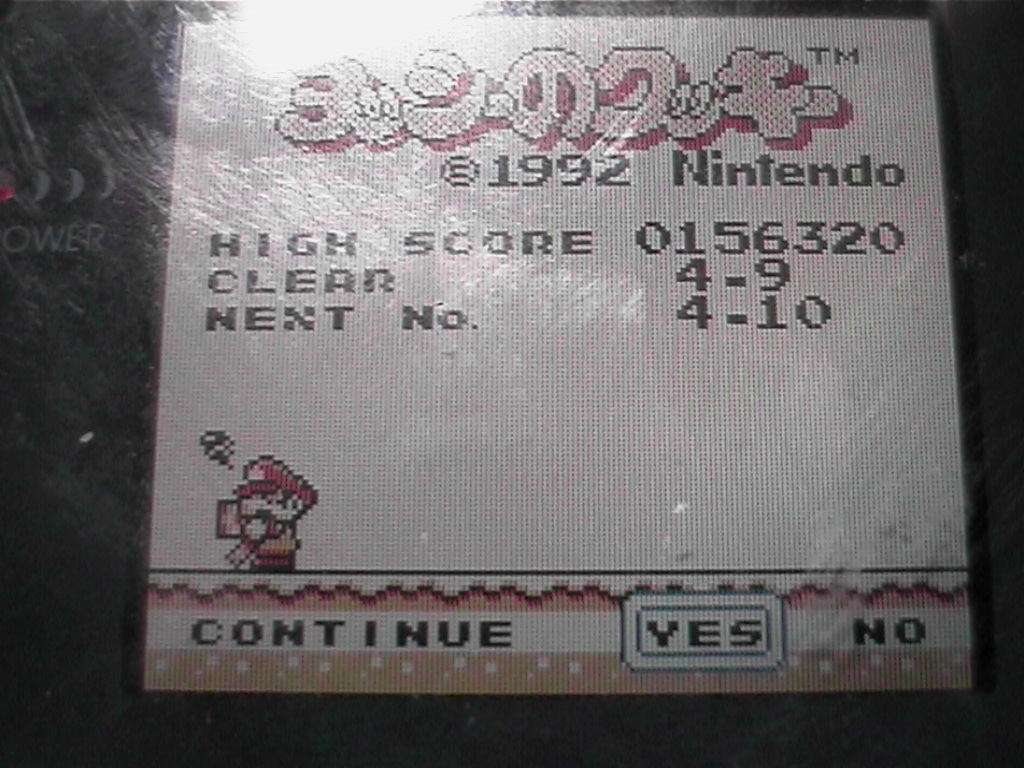 ヨッシーのクッキー™
©1992 Nintendo
HIGH SCORE 0156320
CLEAR 4-9
NEXT No. 4-10
CONTINUE YES NO
POWER